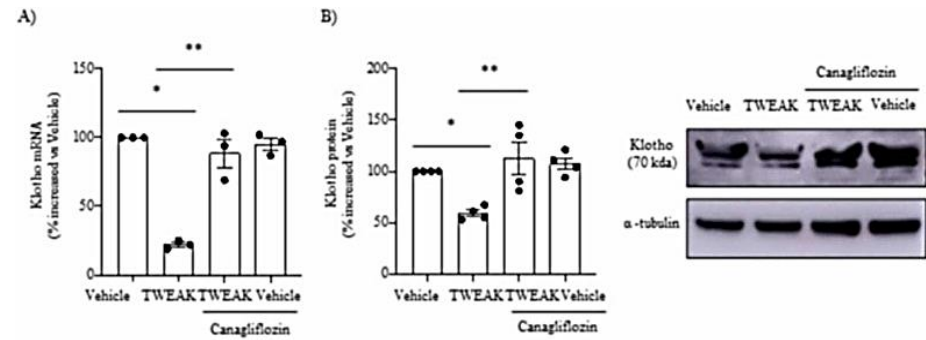 A)
**
*
150
100
50
0
Klotho mRNA
(% increased vs Vehicle)
Vehicle TWEAK TWEAK Vehicle
Canagliflozin
B)
**
*
200
150
100
50
0
Klotho protein
(% increased vs Vehicle)
Vehicle TWEAK TWEAK Vehicle
Canagliflozin
Canagliflozin
Vehicle TWEAK TWEAK Vehicle
Klotho
(70 kda)
α-tubulin